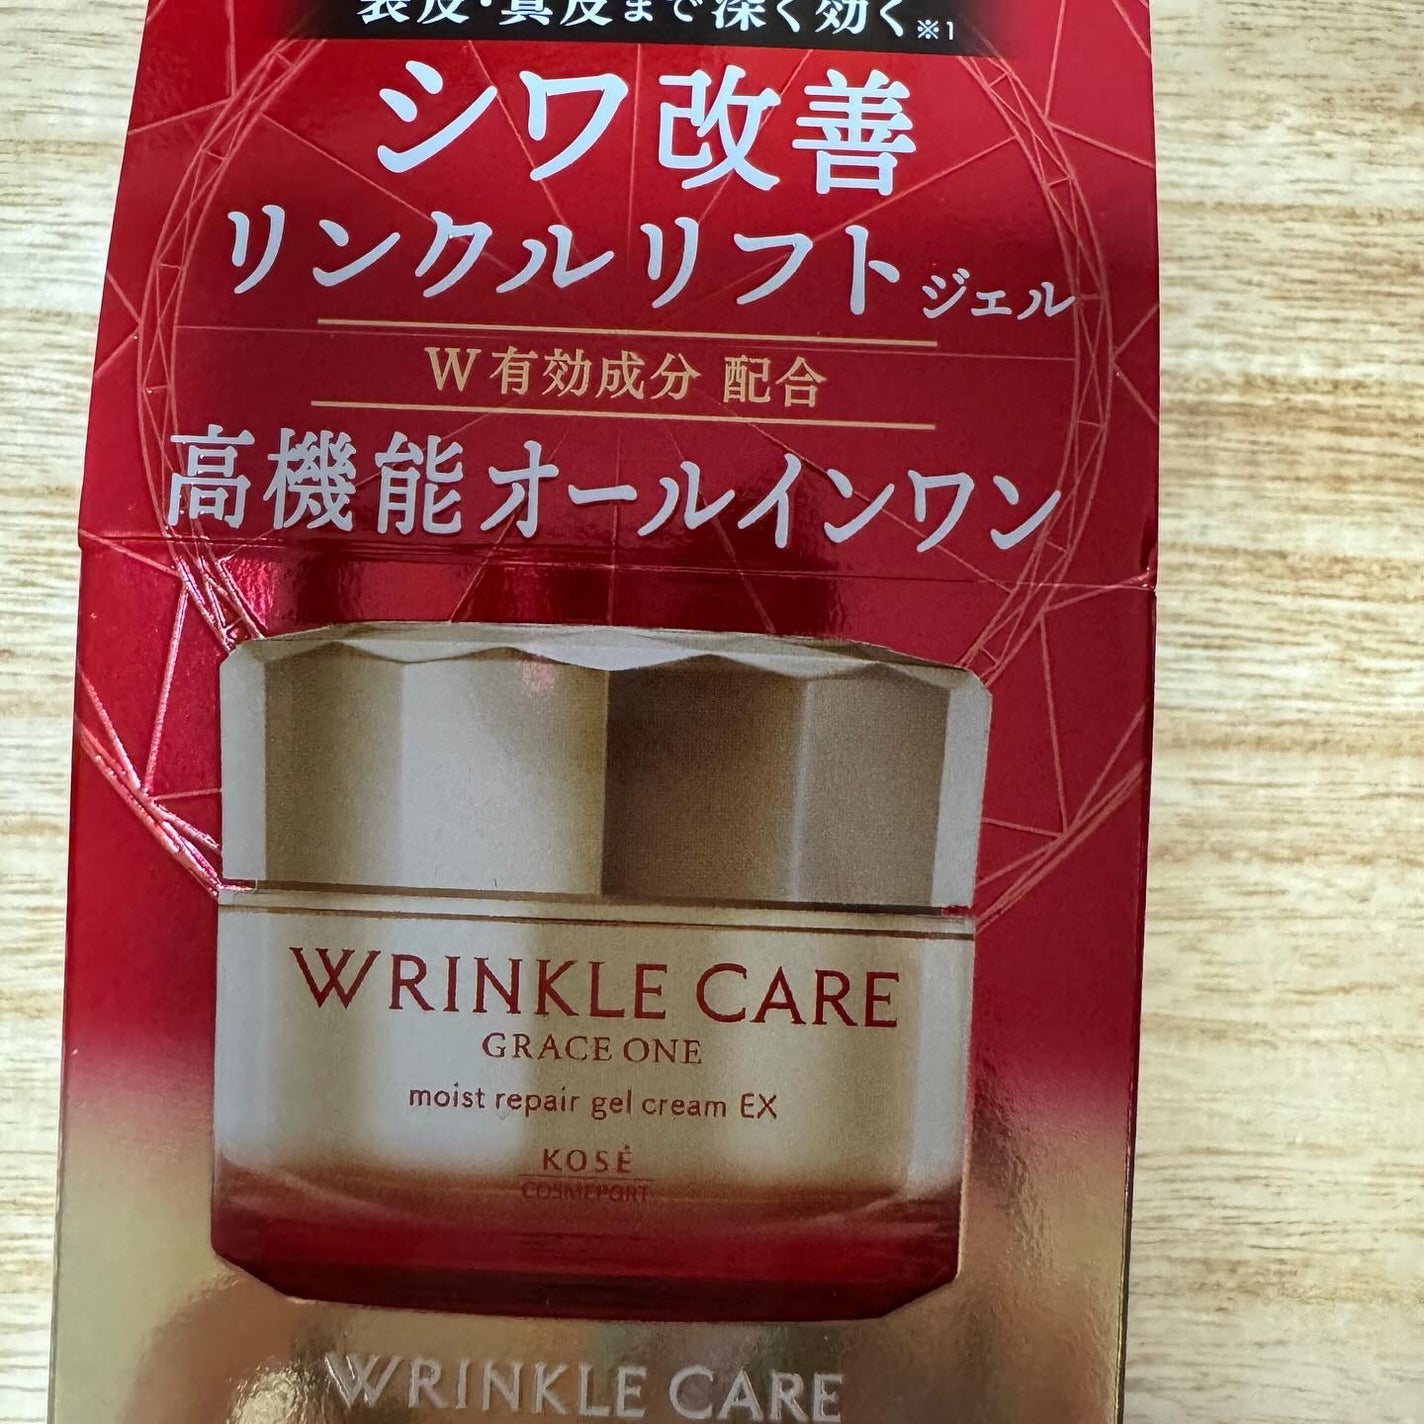 表皮・真皮まで深く効く※1
シワ改善
リンクルリフトジェル
W有効成分 配合
高機能オールインワン
WRINKLE CARE
GRACE ONE
moist repair gel cream EX
KOSÉ
COSMEPORT
WRINKLE CARE